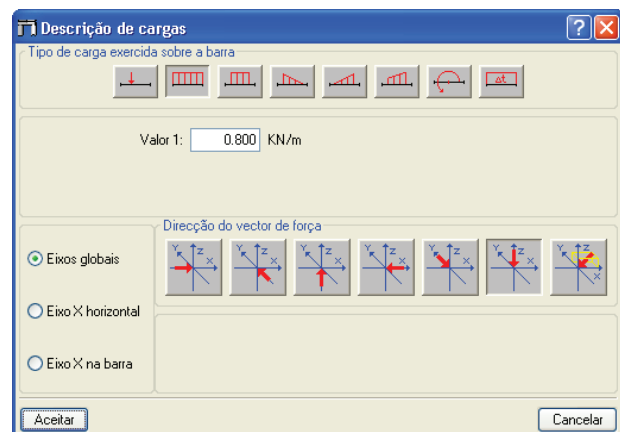 Descrição de cargas
Tipo de carga exercida sobre a barra
Δt
Valor 1: 0.800 KN/m
Direcção do vector de força
Y Z X Y Z X Y Z X Y Z X Y Z X Y Z X Y Z X
Eixos globais
Eixo X horizontal
Eixo X na barra
Aceitar Cancelar